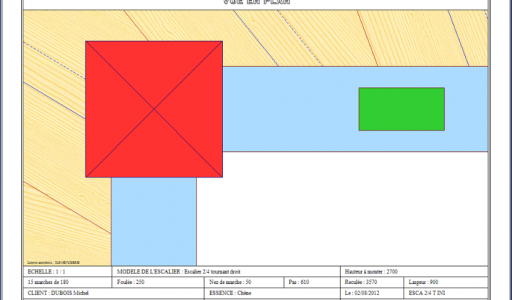 VUE EN PLAN
ECHELLE : 1 / 1 MODELE DE L'ESCALIER : Escalier 2/4 tournant droit Hauteur à monter : 2700
15 marches de 180 Foulée : 250 Nez de marche : 50 Pas : 610 Reculée : 3570 Largeur : 900
CLIENT : DUBOIS Michel ESSENCE : Chêne Le : 02/08/2012 ESCA 2/4 T INI